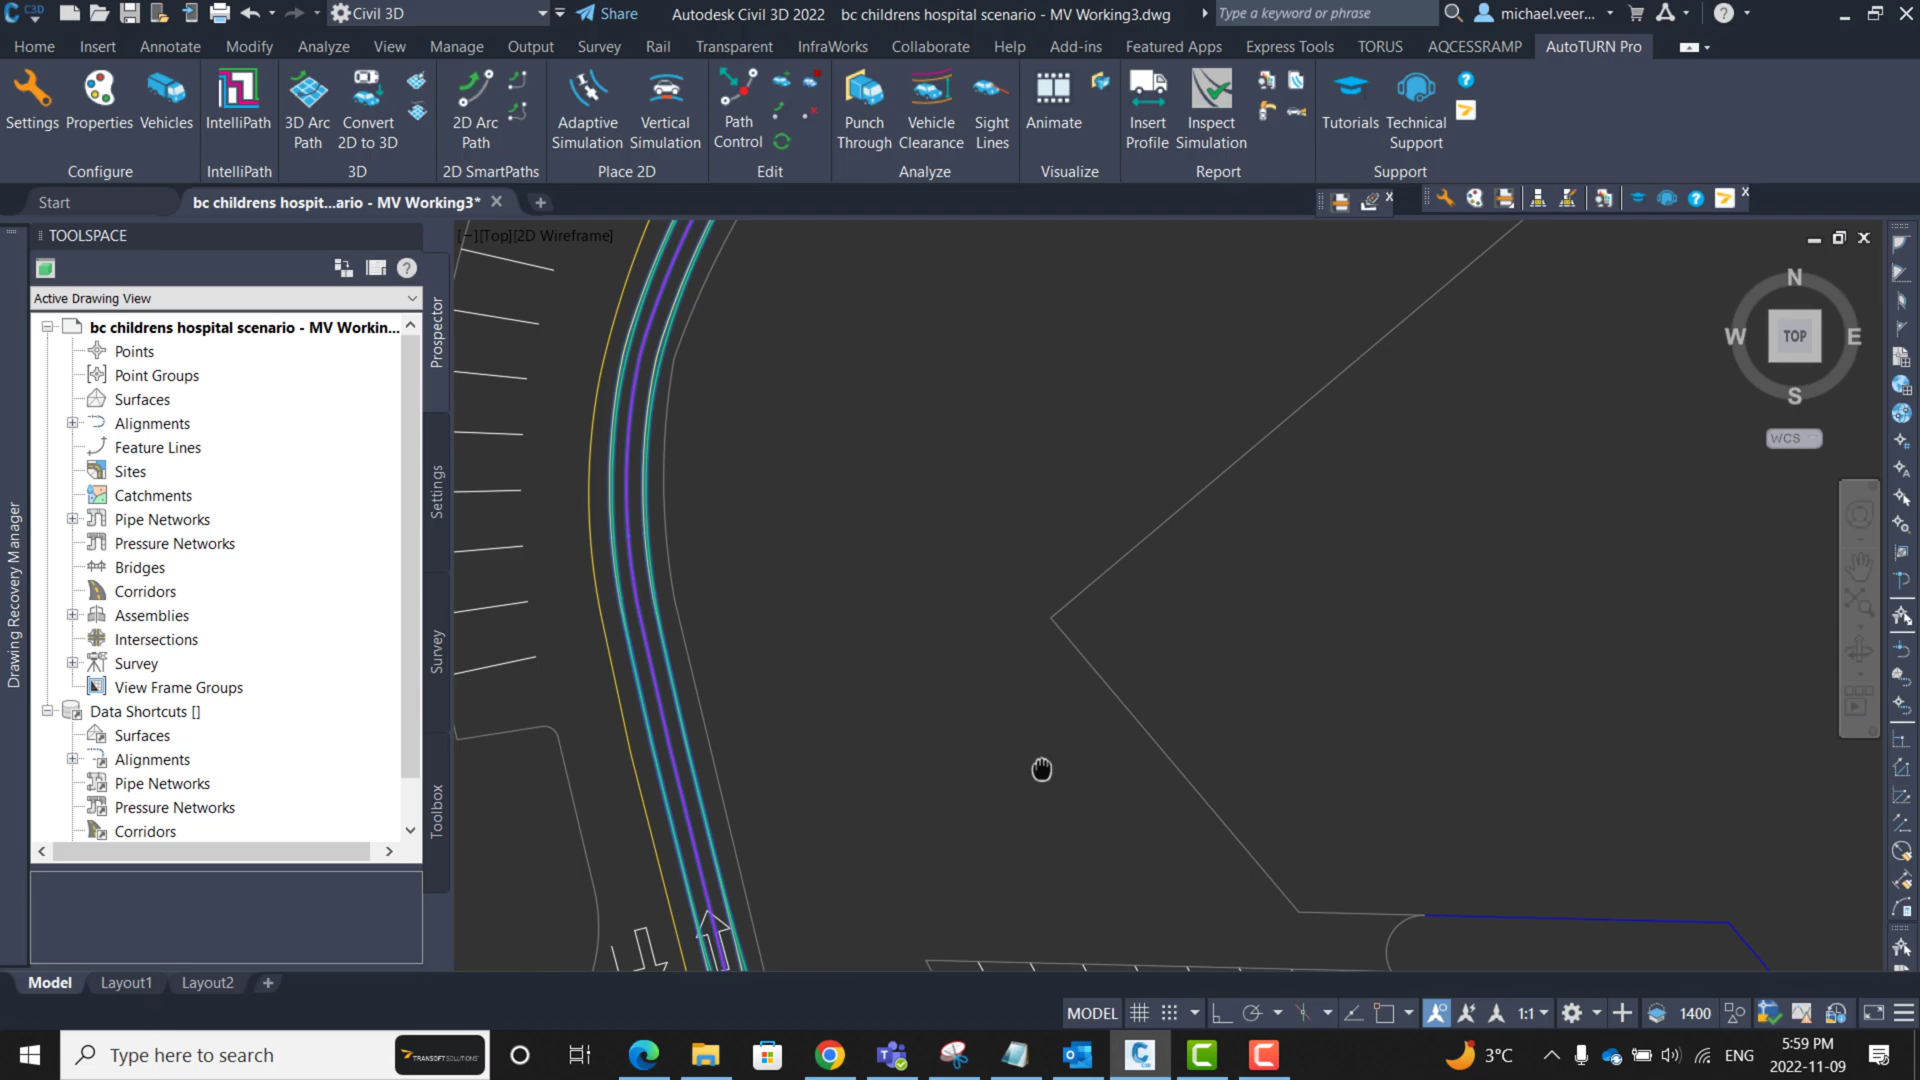 C3D
Civil 3D
Share
Autodesk Civil 3D 2022
bc childrens hospital scenario - MV Working3.dwg
Type a keyword or phrase
michael.veer...
Home
Insert
Annotate
Modify
Analyze
View
Manage
Output
Survey
Rail
Transparent
InfraWorks
Collaborate
Help
Add-ins
Featured Apps
Express Tools
TORUS
AQCESSRAMP
AutoTURN Pro
Settings
Properties
Vehicles
IntelliPath
3D Arc
Path
Convert
2D to 3D
2D Arc
Path
Adaptive
Simulation
Vertical
Simulation
Path
Control
Punch
Through
Vehicle
Clearance
Sight
Lines
Animate
Insert
Profile
Inspect
Simulation
Tutorials
Technical
Support
Configure
IntelliPath
3D
2D SmartPaths
Place 2D
Edit
Analyze
Visualize
Report
Support
Start
bc childrens hospit...ario - MV Working3*
TOOLSPACE
Active Drawing View
bc childrens hospital scenario - MV Workin...
Points
Point Groups
Surfaces
Alignments
Feature Lines
Sites
Catchments
Pipe Networks
Pressure Networks
Bridges
Corridors
Assemblies
Intersections
Survey
View Frame Groups
Data Shortcuts []
Surfaces
Alignments
Pipe Networks
Pressure Networks
Corridors
Prospector
Settings
Survey
Toolbox
Drawing Recovery Manager
[−][Top][2D Wireframe]
N
W
TOP
E
S
WCS
Model
Layout1
Layout2
MODEL
1:1
1400
Type here to search
TRANSOFT SOLUTIONS
3°C
ENG
5:59 PM
2022-11-09